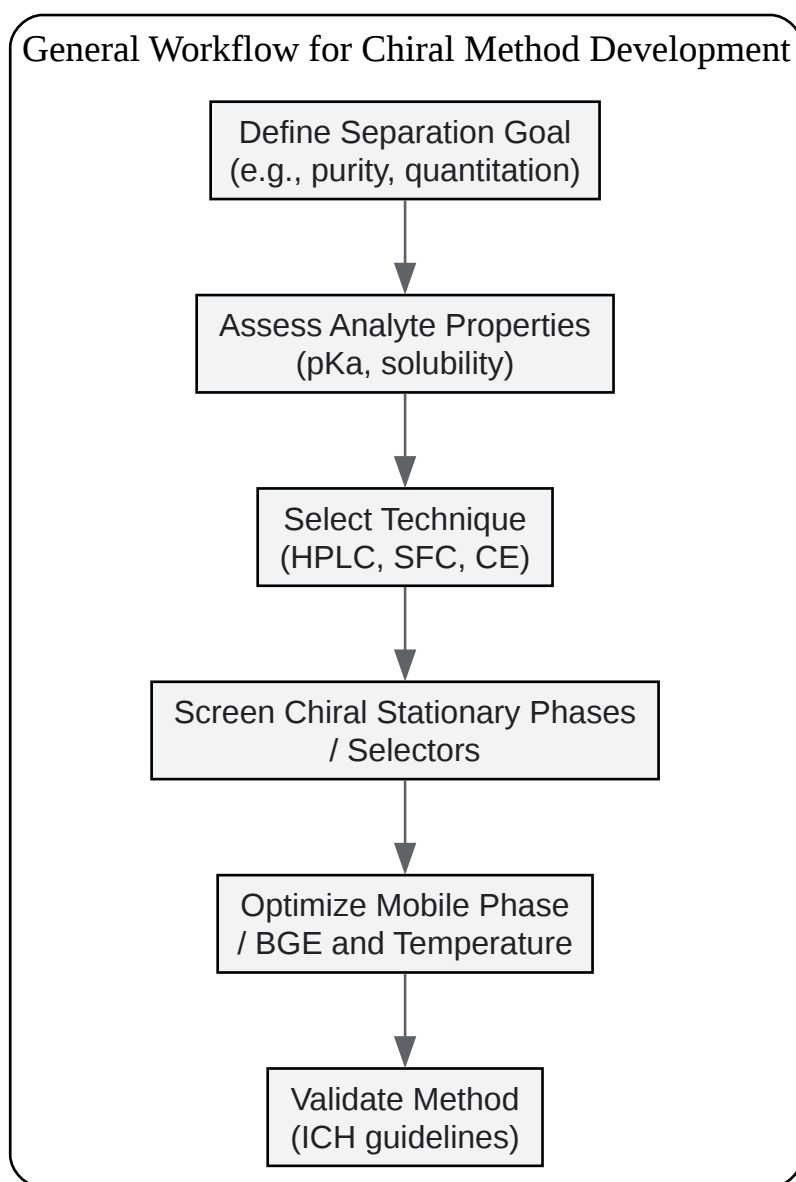 General Workflow for Chiral Method Development
Define Separation Goal
(e.g., purity, quantitation)
Assess Analyte Properties
(pKa, solubility)
Select Technique
(HPLC, SFC, CE)
Screen Chiral Stationary Phases
/ Selectors
Optimize Mobile Phase
/ BGE and Temperature
Validate Method
(ICH guidelines)